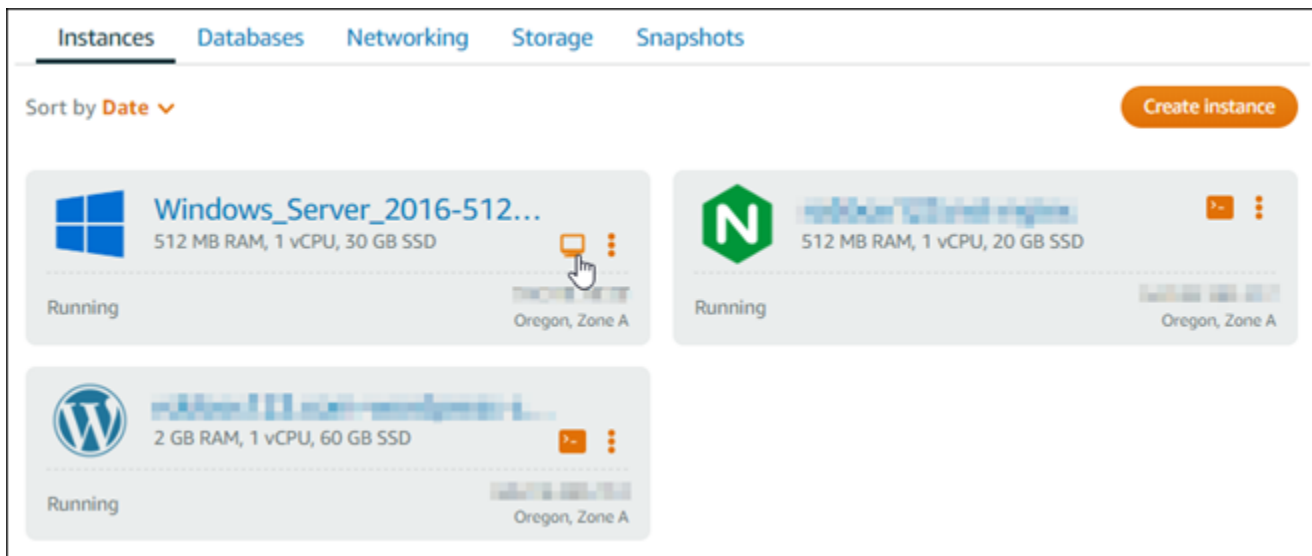 Instances Databases Networking Storage Snapshots
Sort by Date
Create instance
Windows_Server_2016-512...
512 MB RAM, 1 vCPU, 30 GB SSD
Running
Oregon, Zone A
512 MB RAM, 1 vCPU, 20 GB SSD
Running
Oregon, Zone A
2 GB RAM, 1 vCPU, 60 GB SSD
Running
Oregon, Zone A